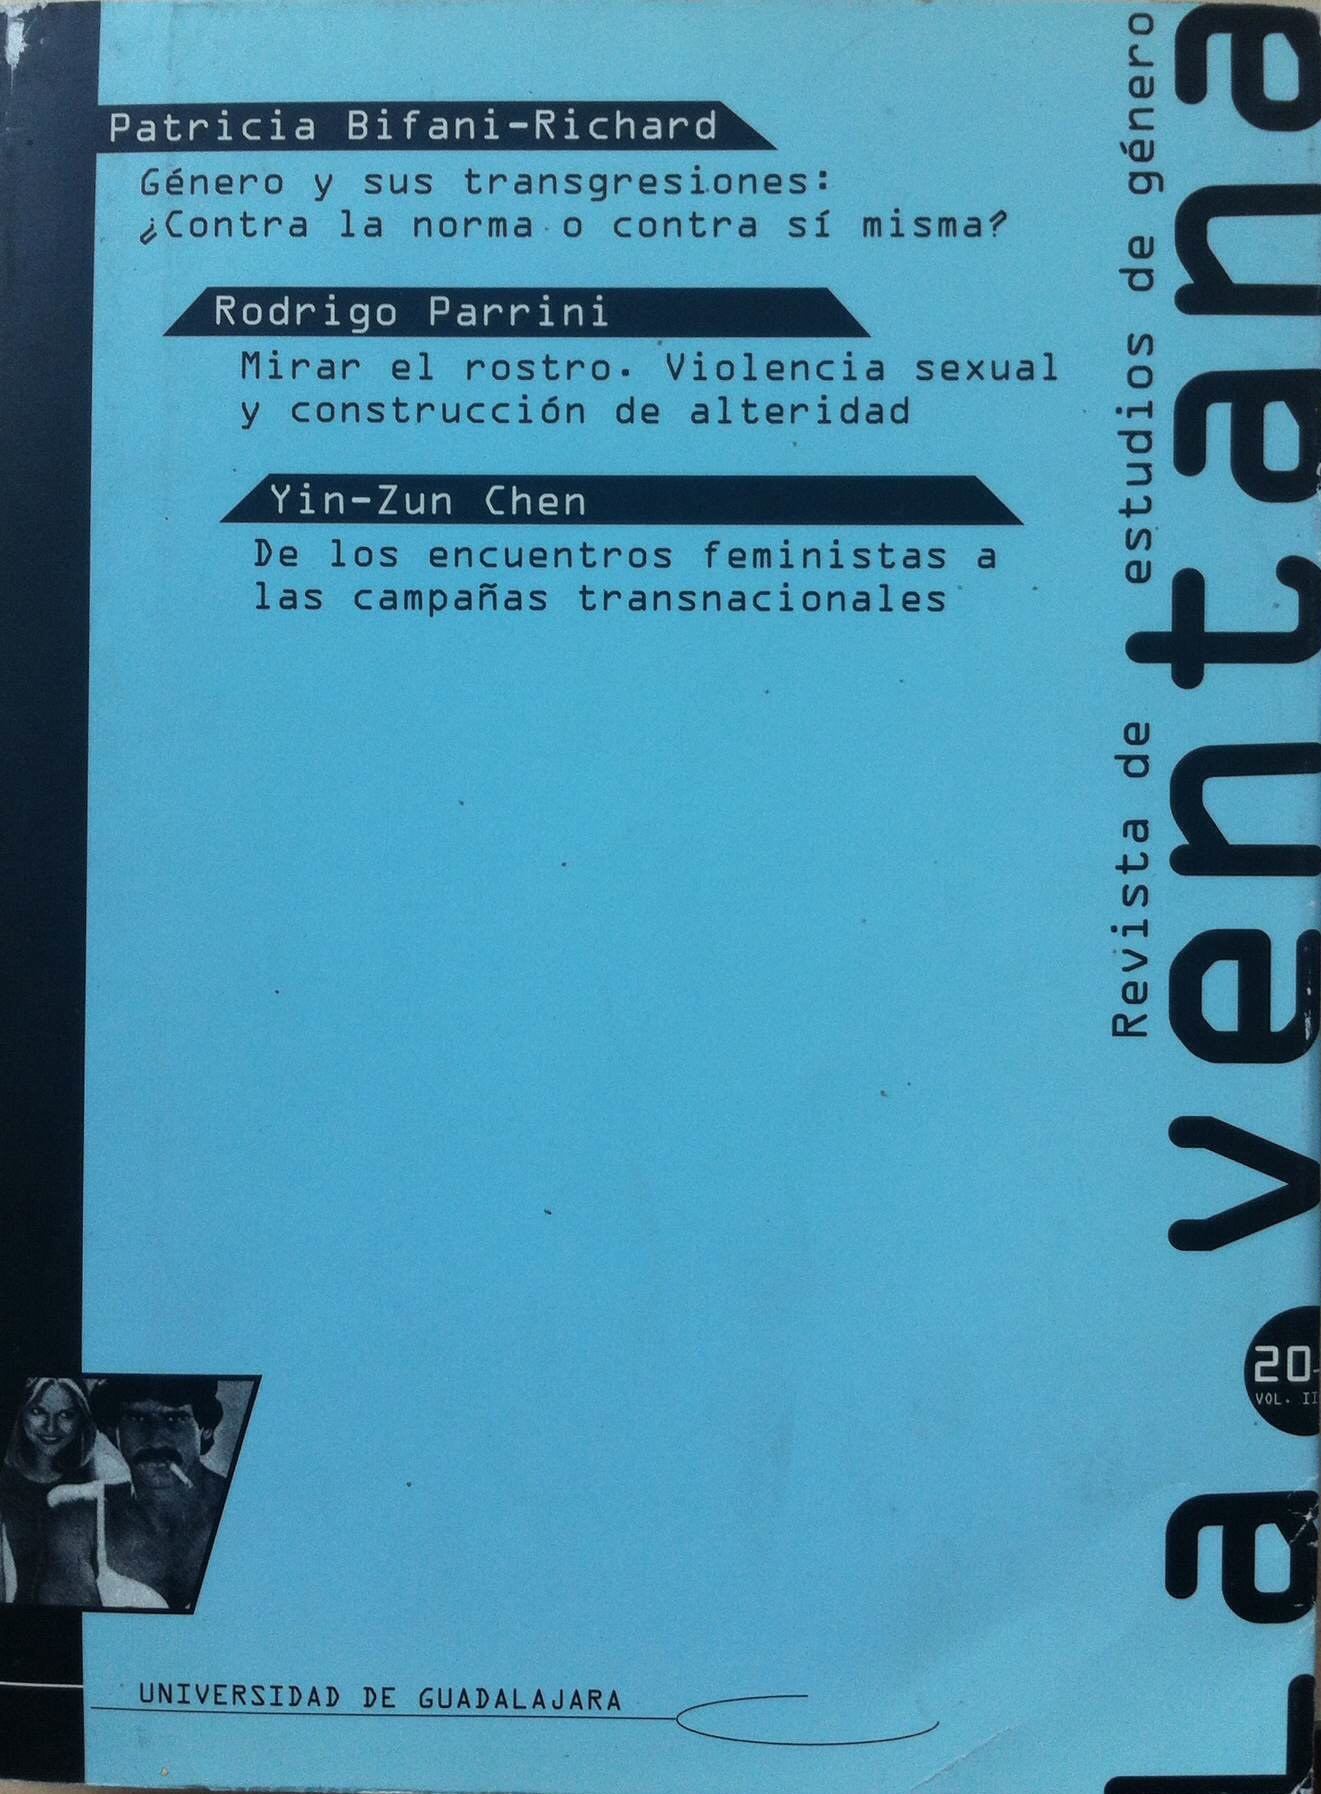 Patricia Bifani-Richard
Género y sus transgresiones:
¿Contra la norma o contra sí misma?
Rodrigo Parrini
Mirar el rostro. Violencia sexual
y construcción de alteridad
Yin-Zun Chen
De los encuentros feministas a
las campañas transnacionales
Revista de estudios de género
La ventana
20
VOL. II
UNIVERSIDAD DE GUADALAJARA